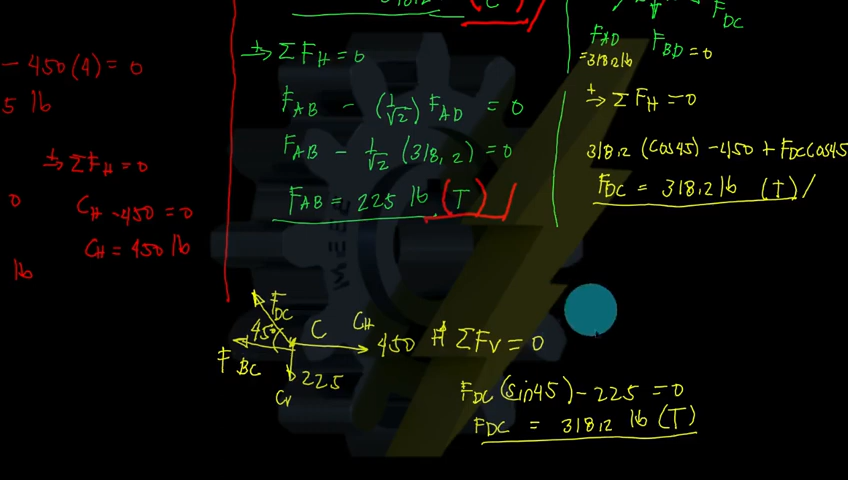 - 450(4) = 0
5 lb
+→ ΣFH = 0
0
CH - 450 = 0
CH = 450 lb
lb
+→ ΣFH = 0
FAB - (1/√2) FAD = 0
FAB - 1/√2 (318.2) = 0
FAB = 225 lb (T)
FDC
FAD
= 318.2 lb
FBD = 0
+→ ΣFH = 0
318.2 (cos45) - 450 + FDC cos45
FDC = 318.2 lb (T)
FDC
45°
C
CH
450
FBC
225
Cv
ΣFv = 0
FDC (sin45) - 225 = 0
FDC = 318.2 lb (T)